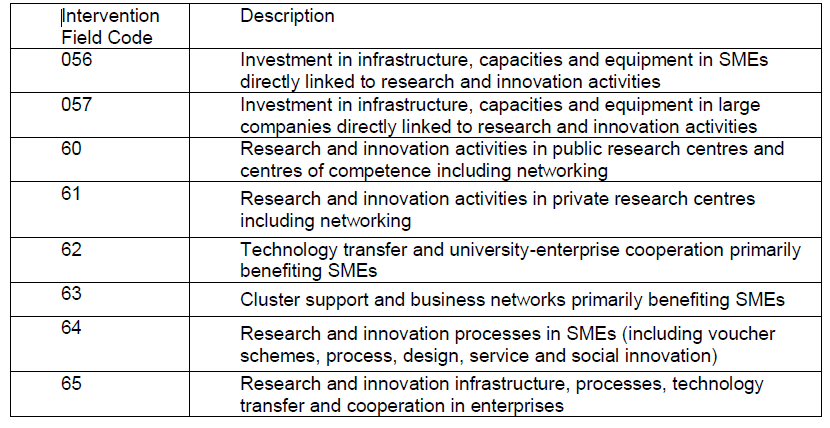 Intervention Description
Field Code
056 Investment in infrastructure, capacities and equipment in SMEs
directly linked to research and innovation activities
057 Investment in infrastructure, capacities and equipment in large
companies directly linked to research and innovation activities
60 Research and innovation activities in public research centres and
centres of competence including networking
61 Research and innovation activities in private research centres
including networking
62 Technology transfer and university-enterprise cooperation primarily
benefiting SMEs
63 Cluster support and business networks primarily benefiting SMEs
64 Research and innovation processes in SMEs (including voucher
schemes, process, design, service and social innovation)
65 Research and innovation infrastructure, processes, technology
transfer and cooperation in enterprises